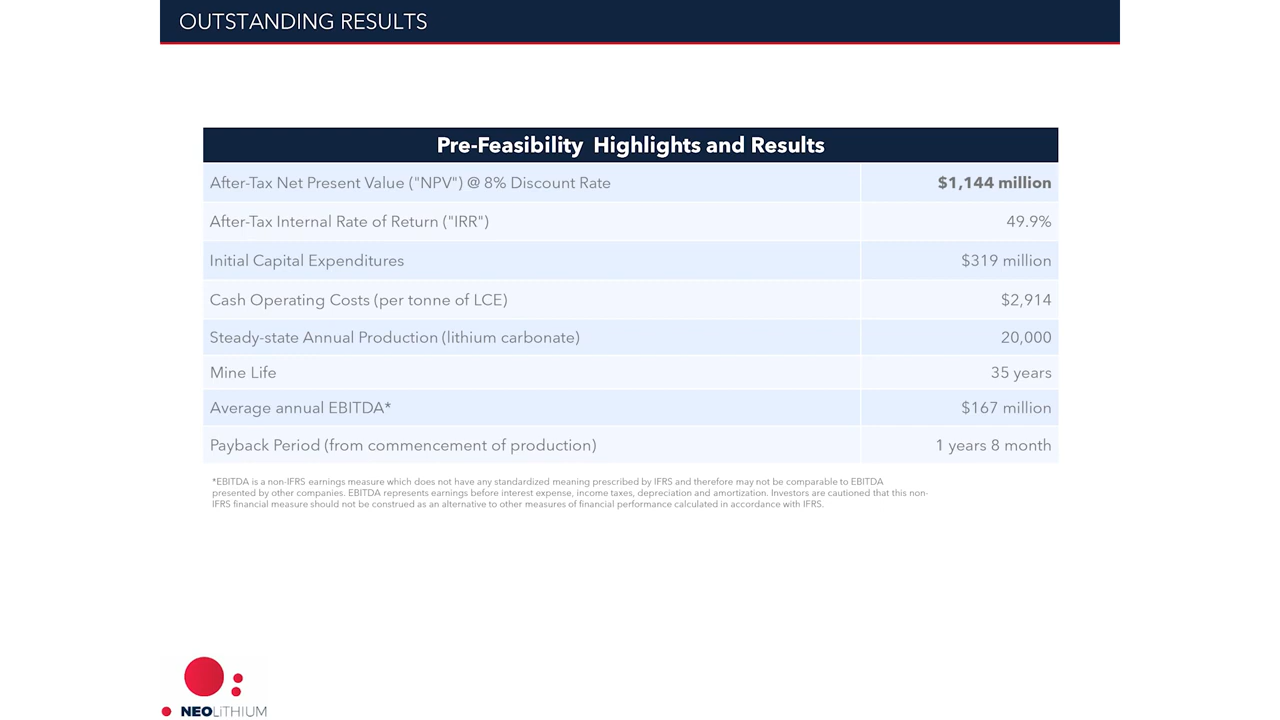 OUTSTANDING RESULTS
Pre-Feasibility  Highlights and Results
After-Tax Net Present Value ("NPV") @ 8% Discount Rate $1,144 million
After-Tax Internal Rate of Return ("IRR") 49.9%
Initial Capital Expenditures $319 million
Cash Operating Costs (per tonne of LCE) $2,914
Steady-state Annual Production (lithium carbonate) 20,000
Mine Life 35 years
Average annual EBITDA* $167 million
Payback Period (from commencement of production) 1 years 8 month
*EBITDA is a non-IFRS earnings measure which does not have any standardized meaning prescribed by IFRS and therefore may not be comparable to EBITDA
presented by other companies. EBITDA represents earnings before interest expense, income taxes, depreciation and amortization. Investors are cautioned that this non-
IFRS financial measure should not be construed as an alternative to other measures of financial performance calculated in accordance with IFRS.
NEOLiTHIUM